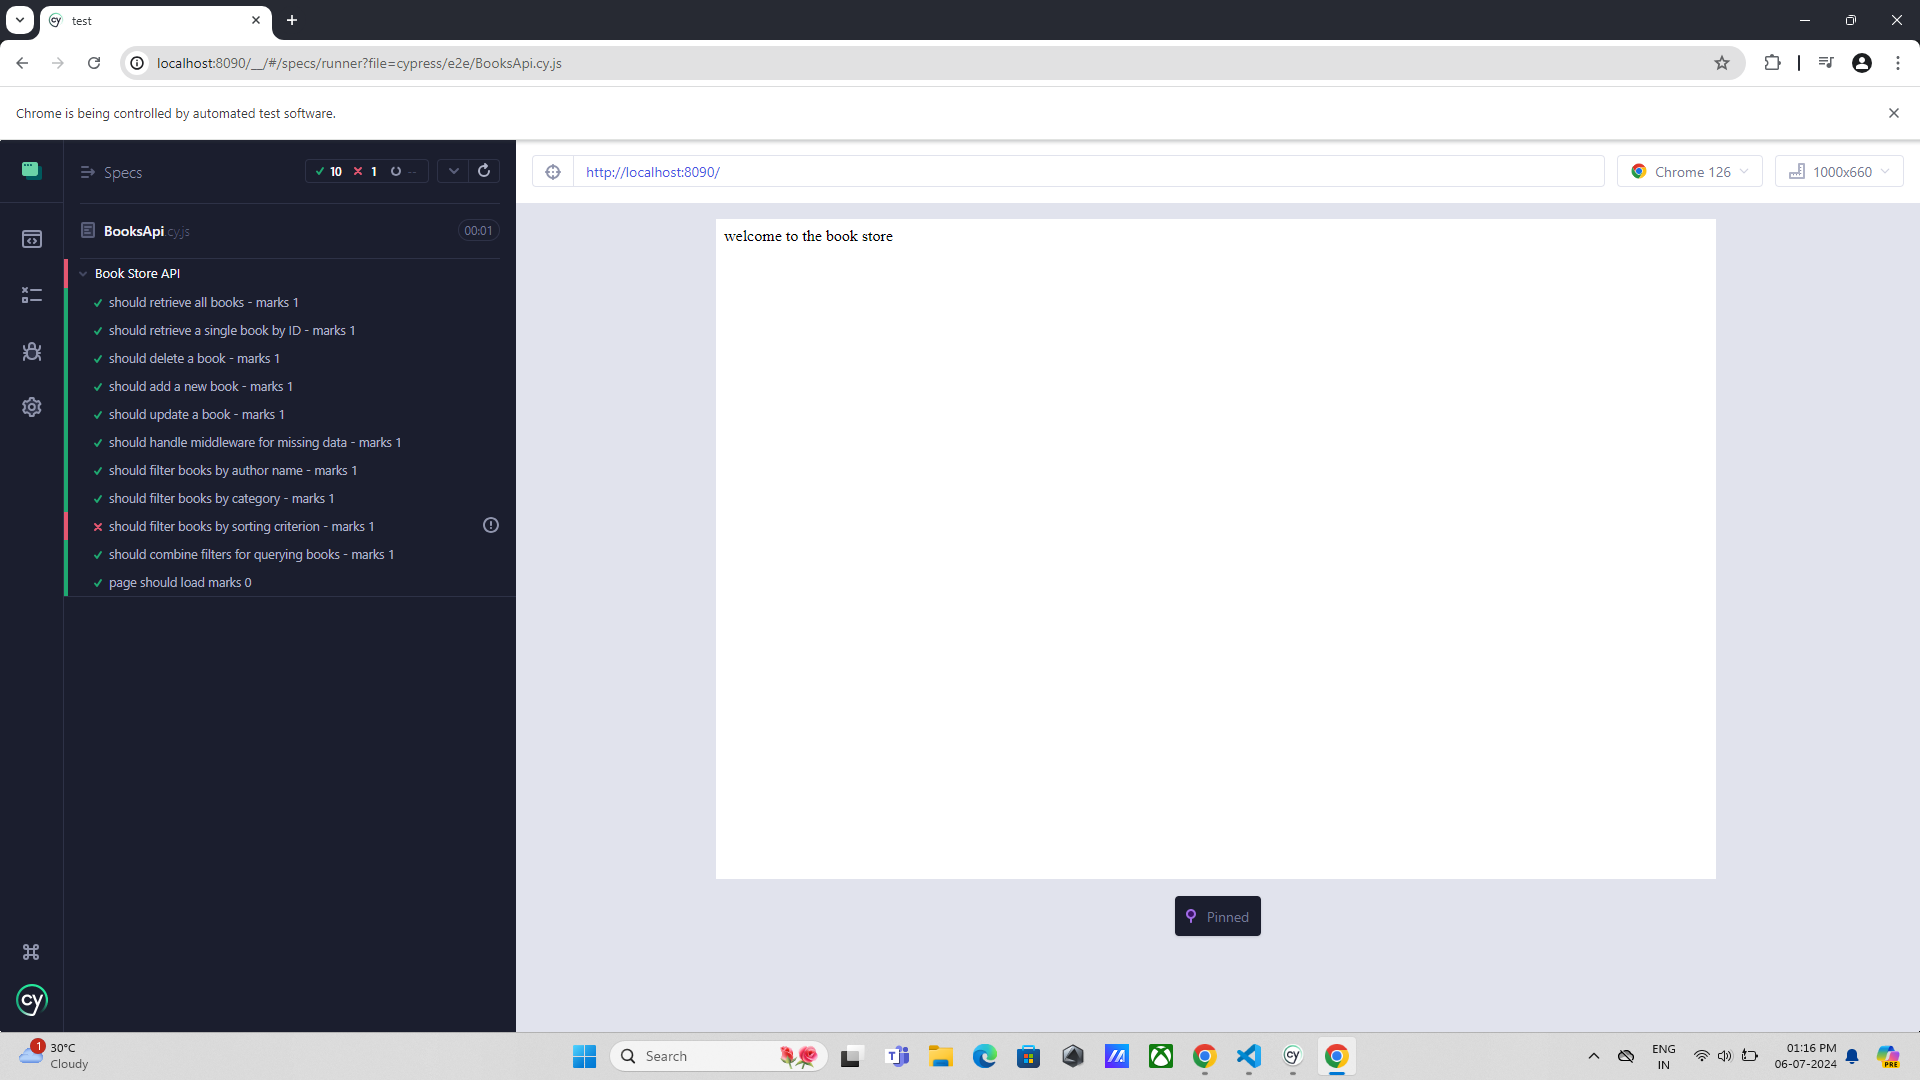 test
localhost:8090/__/#/specs/runner?file=cypress/e2e/BooksApi.cy.js
Chrome is being controlled by automated test software.
Specs
10 1 --
BooksApi.cy.js 00:01
Book Store API
should retrieve all books - marks 1
should retrieve a single book by ID - marks 1
should delete a book - marks 1
should add a new book - marks 1
should update a book - marks 1
should handle middleware for missing data - marks 1
should filter books by author name - marks 1
should filter books by category - marks 1
should filter books by sorting criterion - marks 1
should combine filters for querying books - marks 1
page should load marks 0
cy
http://localhost:8090/
Chrome 126
1000x660
welcome to the book store
Pinned
1
30°C
Cloudy
Search
ENG
IN
01:16 PM
06-07-2024
PRE